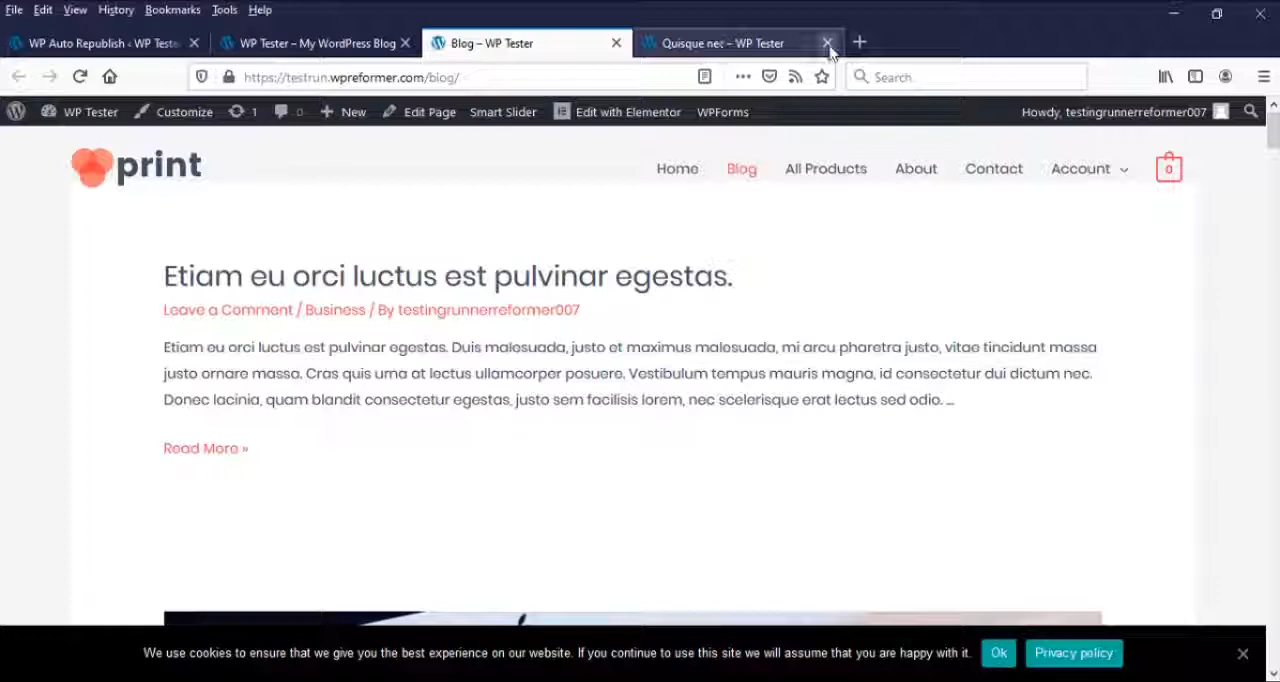 File Edit View History Bookmarks Tools Help
WP Auto Republish ‹ WP Teste
WP Tester – My WordPress Blog
Blog – WP Tester
Quisque nec – WP Tester
https://testrun.wpreformer.com/blog/
Search
WP Tester Customize 1 0 New Edit Page Smart Slider Edit with Elementor WPForms Howdy, testingrunnerreformer007
print
Home Blog All Products About Contact Account 0
Etiam eu orci luctus est pulvinar egestas.
Leave a Comment / Business / By testingrunnerreformer007
Etiam eu orci luctus est pulvinar egestas. Duis malesuada, justo et maximus malesuada, mi arcu pharetra justo, vitae tincidunt massa
justo ornare massa. Cras quis urna at lectus ullamcorper posuere. Vestibulum tempus mauris magna, id consectetur dui dictum nec.
Donec lacinia, quam blandit consectetur egestas, justo sem facilisis lorem, nec scelerisque erat lectus sed odio. …
Read More »
We use cookies to ensure that we give you the best experience on our website. If you continue to use this site we will assume that you are happy with it. Ok Privacy policy